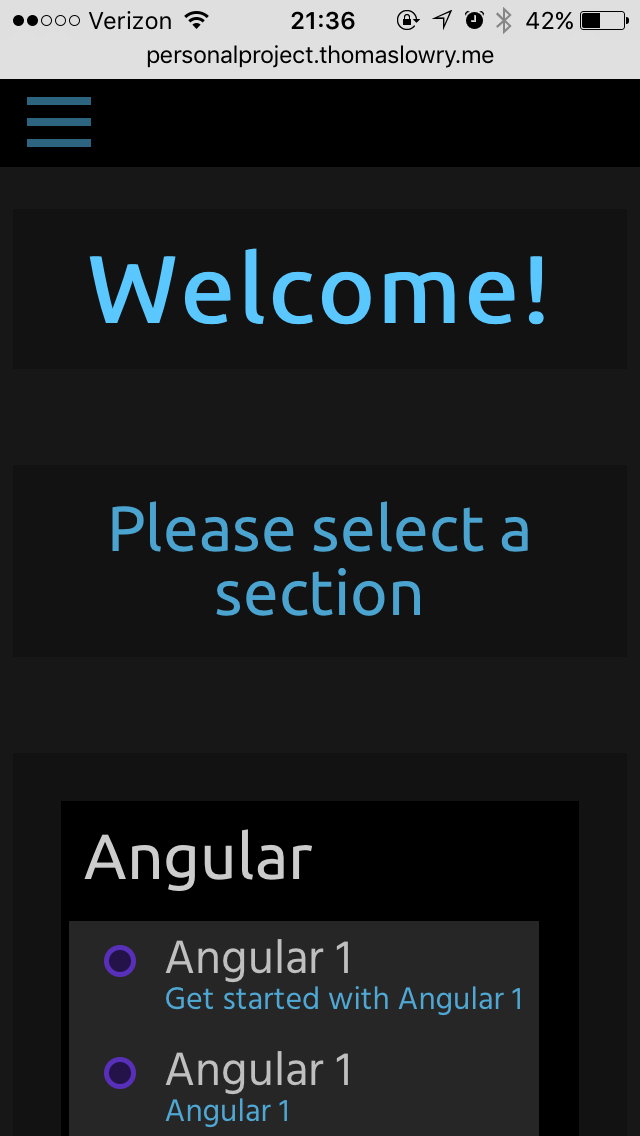 Verizon 21:36 42%
personalproject.thomaslowry.me
Welcome!
Please select a
section
Angular
Angular 1
Get started with Angular 1
Angular 1
Angular 1